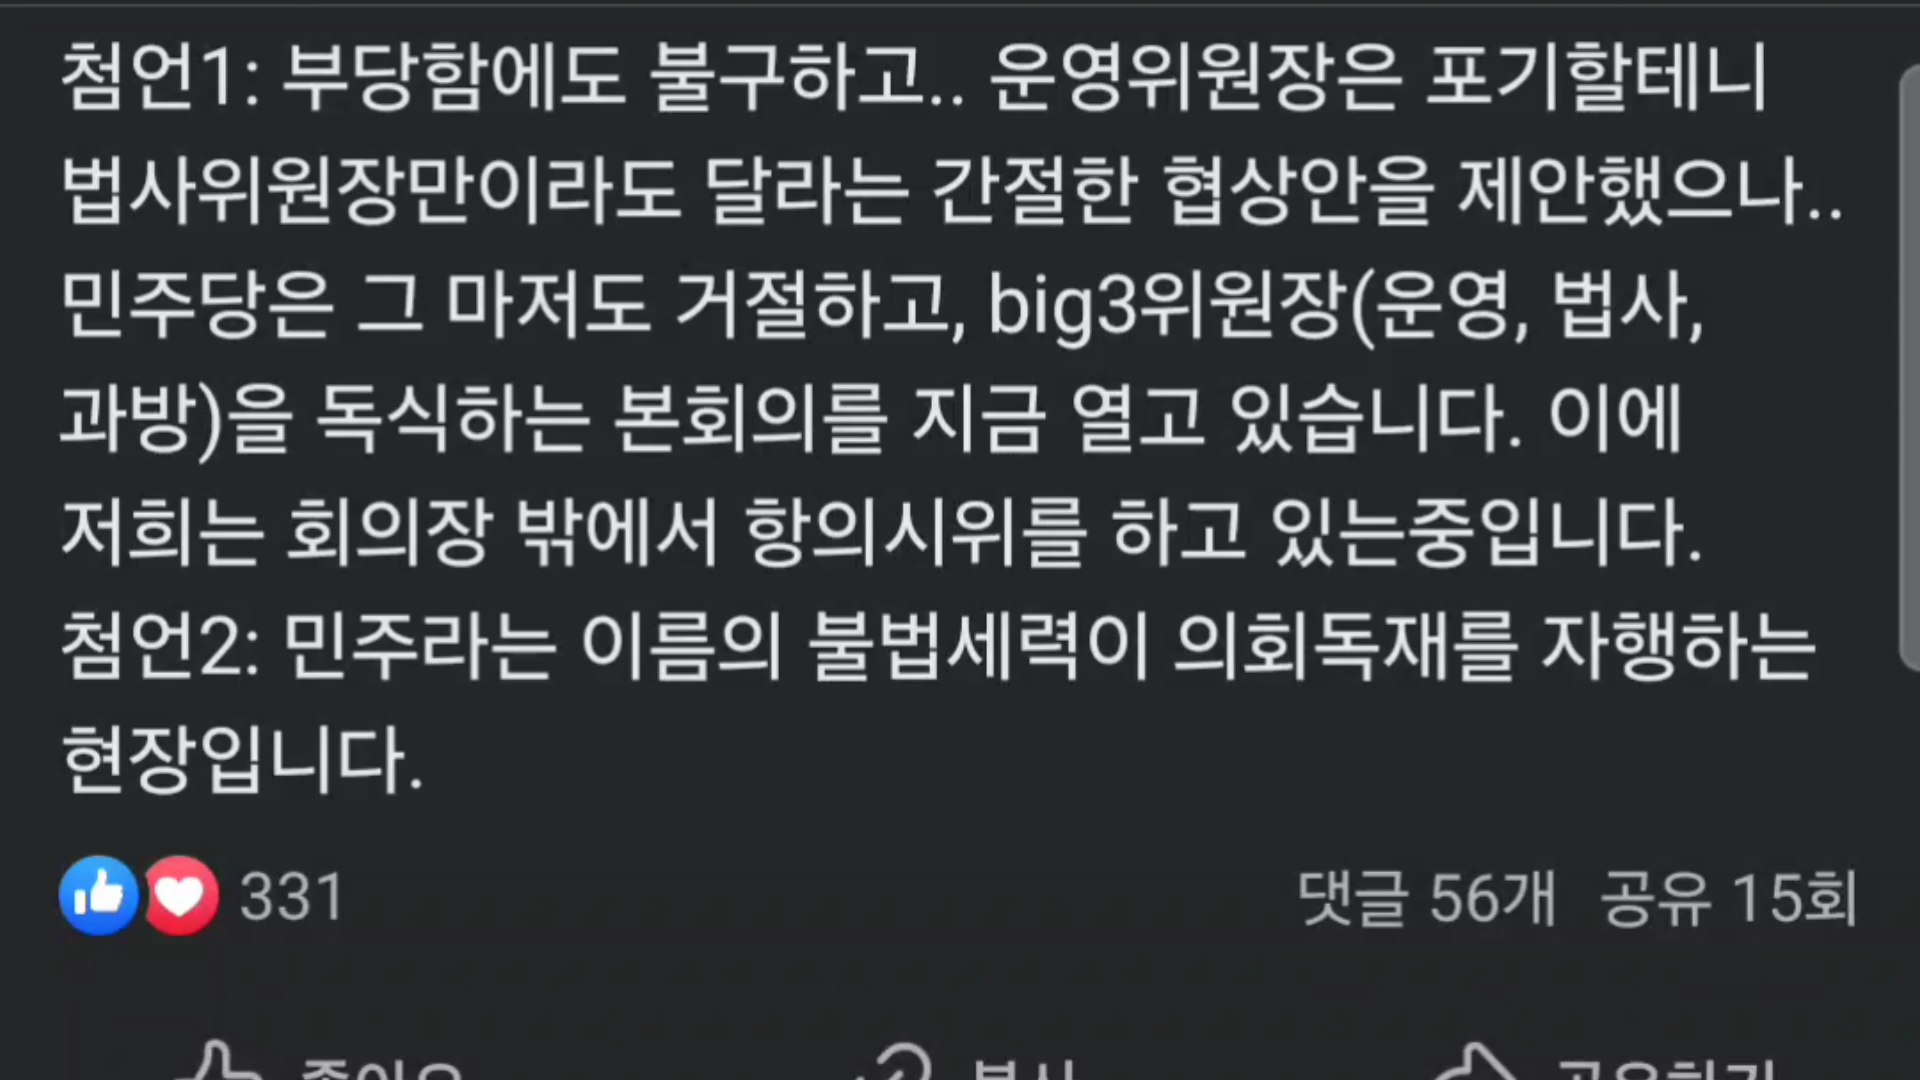 첨언1: 부당함에도 불구하고.. 운영위원장은 포기할테니
법사위원장만이라도 달라는 간절한 협상안을 제안했으나..
민주당은 그 마저도 거절하고, big3위원장(운영, 법사,
과방)을 독식하는 본회의를 지금 열고 있습니다. 이에
저희는 회의장 밖에서 항의시위를 하고 있는중입니다.
첨언2: 민주라는 이름의 불법세력이 의회독재를 자행하는
현장입니다.
331 댓글 56개 공유 15회